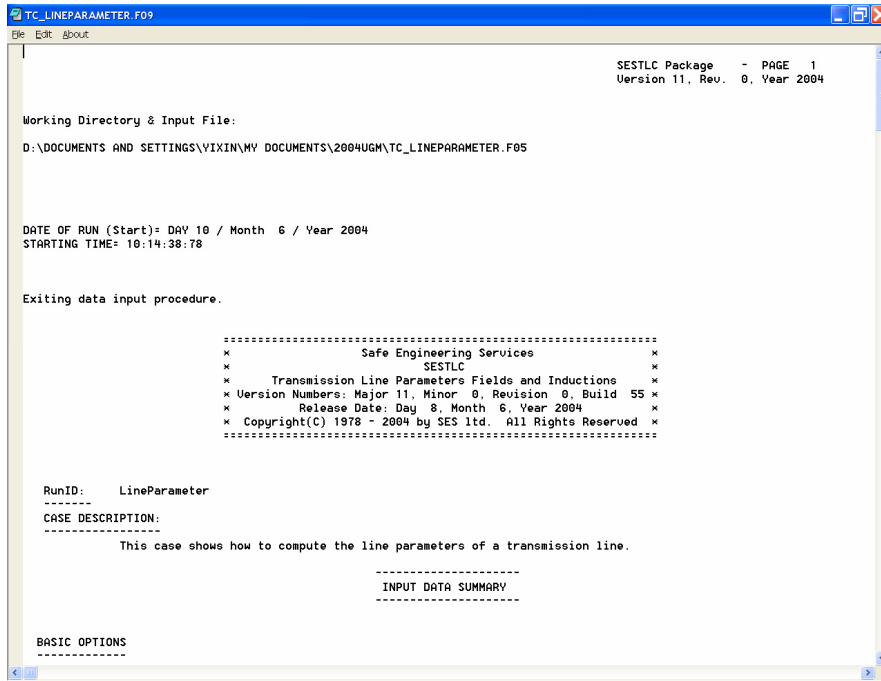 TC_LINEPARAMETER.F09
File Edit About
SESTLC Package - PAGE 1
Version 11, Rev. 0, Year 2004
Working Directory & Input File:
D:\DOCUMENTS AND SETTINGS\YIXIN\MY DOCUMENTS\2004UGM\TC_LINEPARAMETER.F05
DATE OF RUN (Start)= DAY 10 / Month 6 / Year 2004
STARTING TIME= 10:14:38:78
Exiting data input procedure.
===============================================================
* Safe Engineering Services *
* SESTLC *
* Transmission Line Parameters Fields and Inductions *
* Version Numbers: Major 11, Minor 0, Revision 0, Build 55 *
* Release Date: Day 8, Month 6, Year 2004 *
* Copyright(C) 1978 - 2004 by SES ltd. All Rights Reserved *
===============================================================
RunID: LineParameter
-------
CASE DESCRIPTION:
-----------------
This case shows how to compute the line parameters of a transmission line.
---------------------
INPUT DATA SUMMARY
---------------------
BASIC OPTIONS
-------------